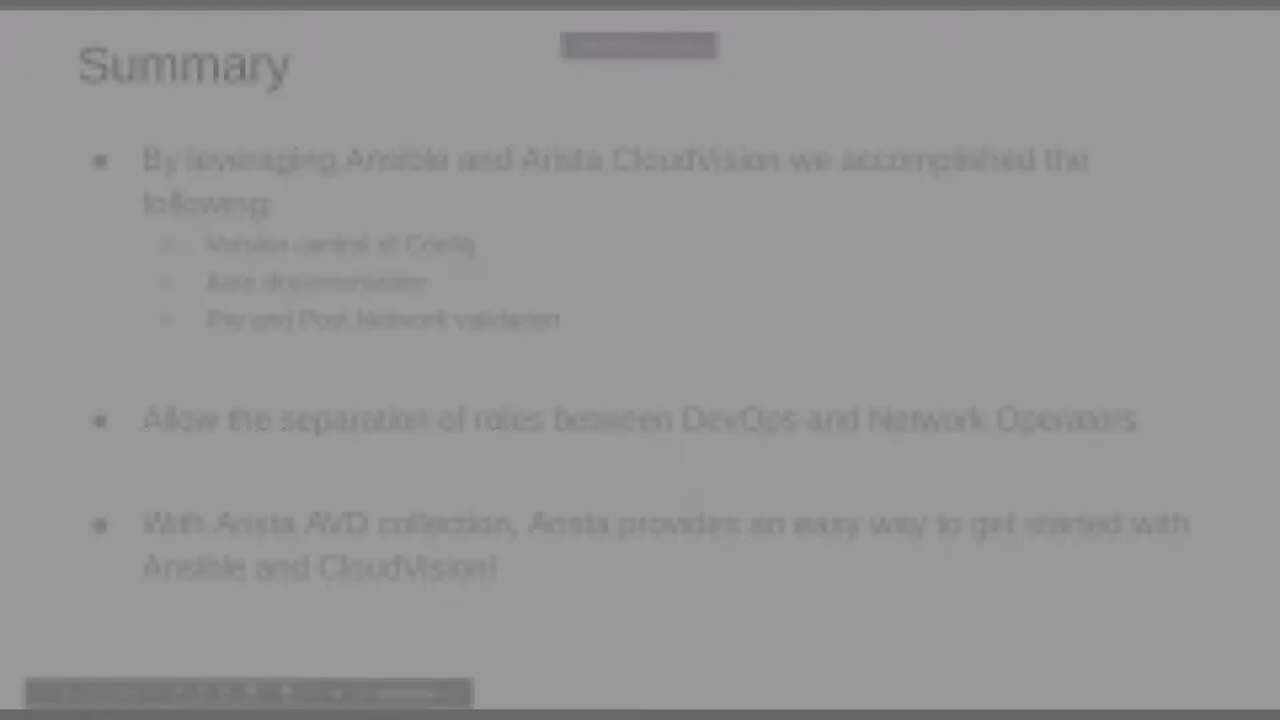 Summary
By leveraging Ansible and Arista CloudVision we accomplished the
following:
Version control of Config
Auto documentation
Pre and Post Network validation
Allow the separation of roles between DevOps and Network Operators
With Arista AVD collection, Arista provides an easy way to get started with
Ansible and CloudVision!